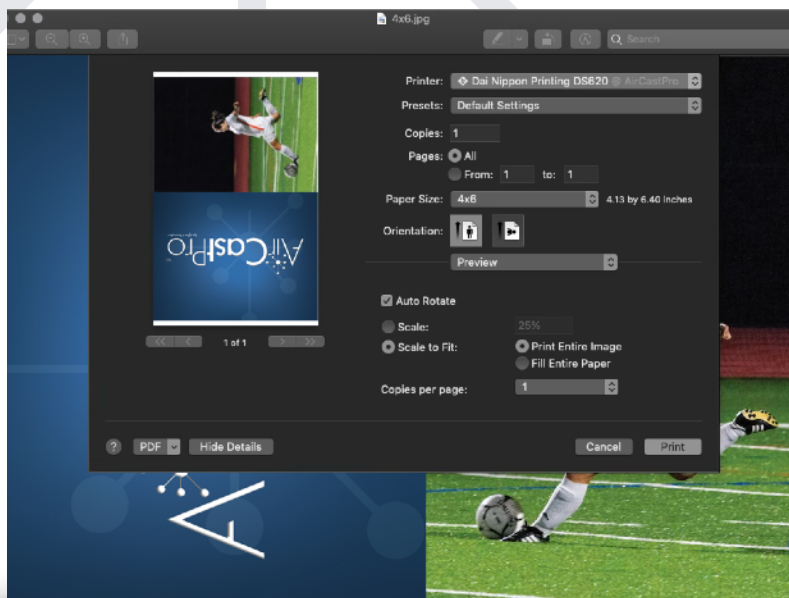 4x6.jpg
Search
Printer: Dai Nippon Printing DS620 @ AirCastPro
Presets: Default Settings
Copies: 1
Pages: All
From: 1 to: 1
Paper Size: 4x6 4.13 by 6.40 inches
Orientation:
Preview
Auto Rotate
Scale: 25%
Scale to Fit: Print Entire Image
Fill Entire Paper
Copies per page: 1
AirCastPro
1 of 1
? PDF Hide Details Cancel Print
A